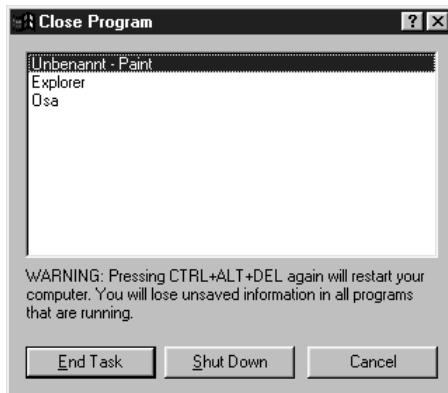 Close Program
Unbenannt - Paint
Explorer
Osa
WARNING: Pressing CTRL+ALT+DEL again will restart your
computer. You will lose unsaved information in all programs
that are running.
End Task Shut Down Cancel